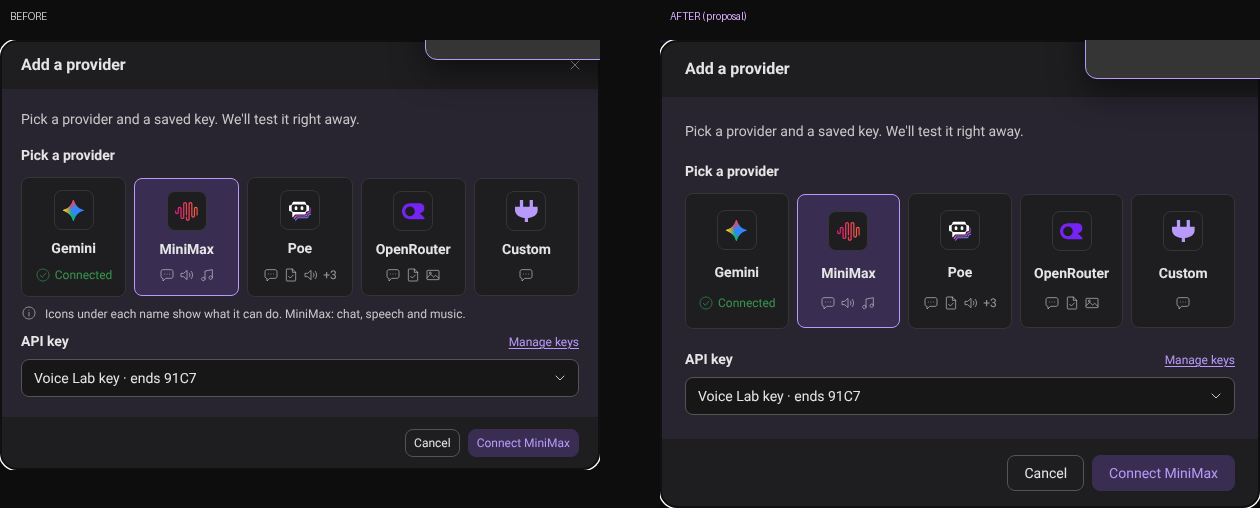 BEFORE
Add a provider
Pick a provider and a saved key. We'll test it right away.
Pick a provider
Gemini MiniMax Poe OpenRouter Custom
Connected +3
Icons under each name show what it can do. MiniMax: chat, speech and music.
API key Manage keys
Voice Lab key · ends 91C7
Cancel Connect MiniMax
AFTER (proposal)
Add a provider
Pick a provider and a saved key. We'll test it right away.
Pick a provider
Gemini MiniMax Poe OpenRouter Custom
Connected +3
API key Manage keys
Voice Lab key · ends 91C7
Cancel Connect MiniMax